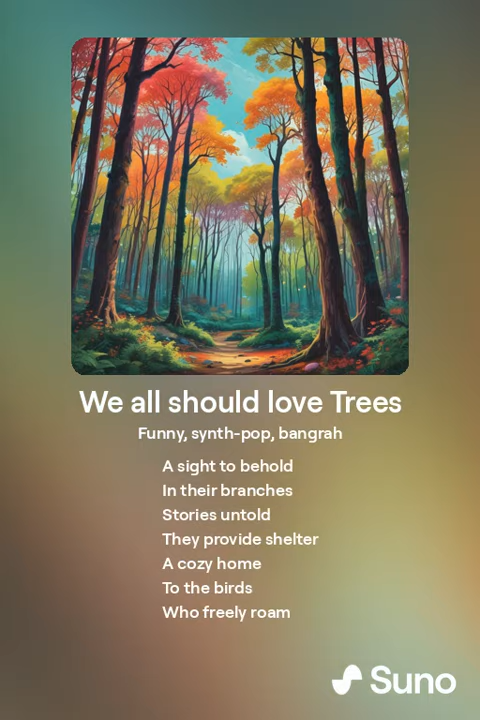 We all should love Trees
Funny, synth-pop, bangrah
A sight to behold
In their branches
Stories untold
They provide shelter
A cozy home
To the birds
Who freely roam
Suno